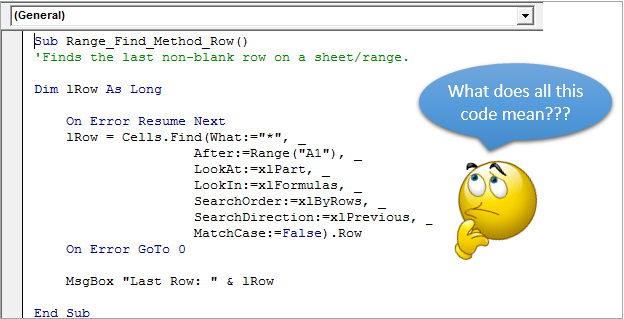 (General)
Sub Range_Find_Method_Row()
'Finds the last non-blank row on a sheet/range.
Dim lRow As Long
On Error Resume Next
lRow = Cells.Find(What:="*", _
After:=Range("A1"), _
LookAt:=xlPart, _
LookIn:=xlFormulas, _
SearchOrder:=xlByRows, _
SearchDirection:=xlPrevious, _
MatchCase:=False).Row
On Error GoTo 0
MsgBox "Last Row: " & lRow
End Sub
What does all this
code mean???